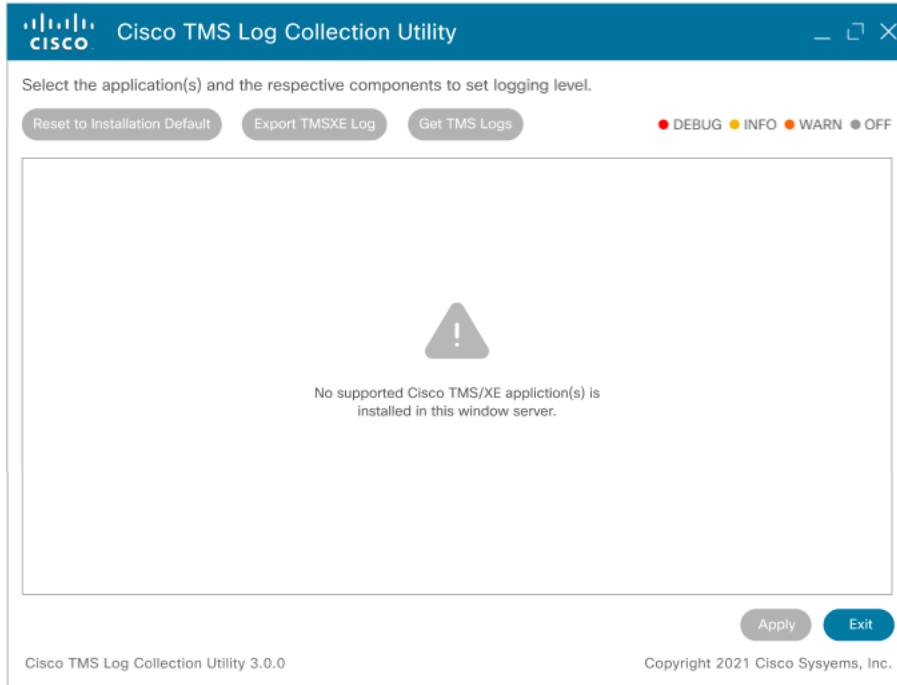 CISCO Cisco TMS Log Collection Utility
Select the application(s) and the respective components to set logging level.
Reset to Installation Default Export TMSXE Log Get TMS Logs DEBUG INFO WARN OFF
No supported Cisco TMS/XE appliction(s) is
installed in this window server.
Apply Exit
Cisco TMS Log Collection Utility 3.0.0 Copyright 2021 Cisco Sysyems, Inc.